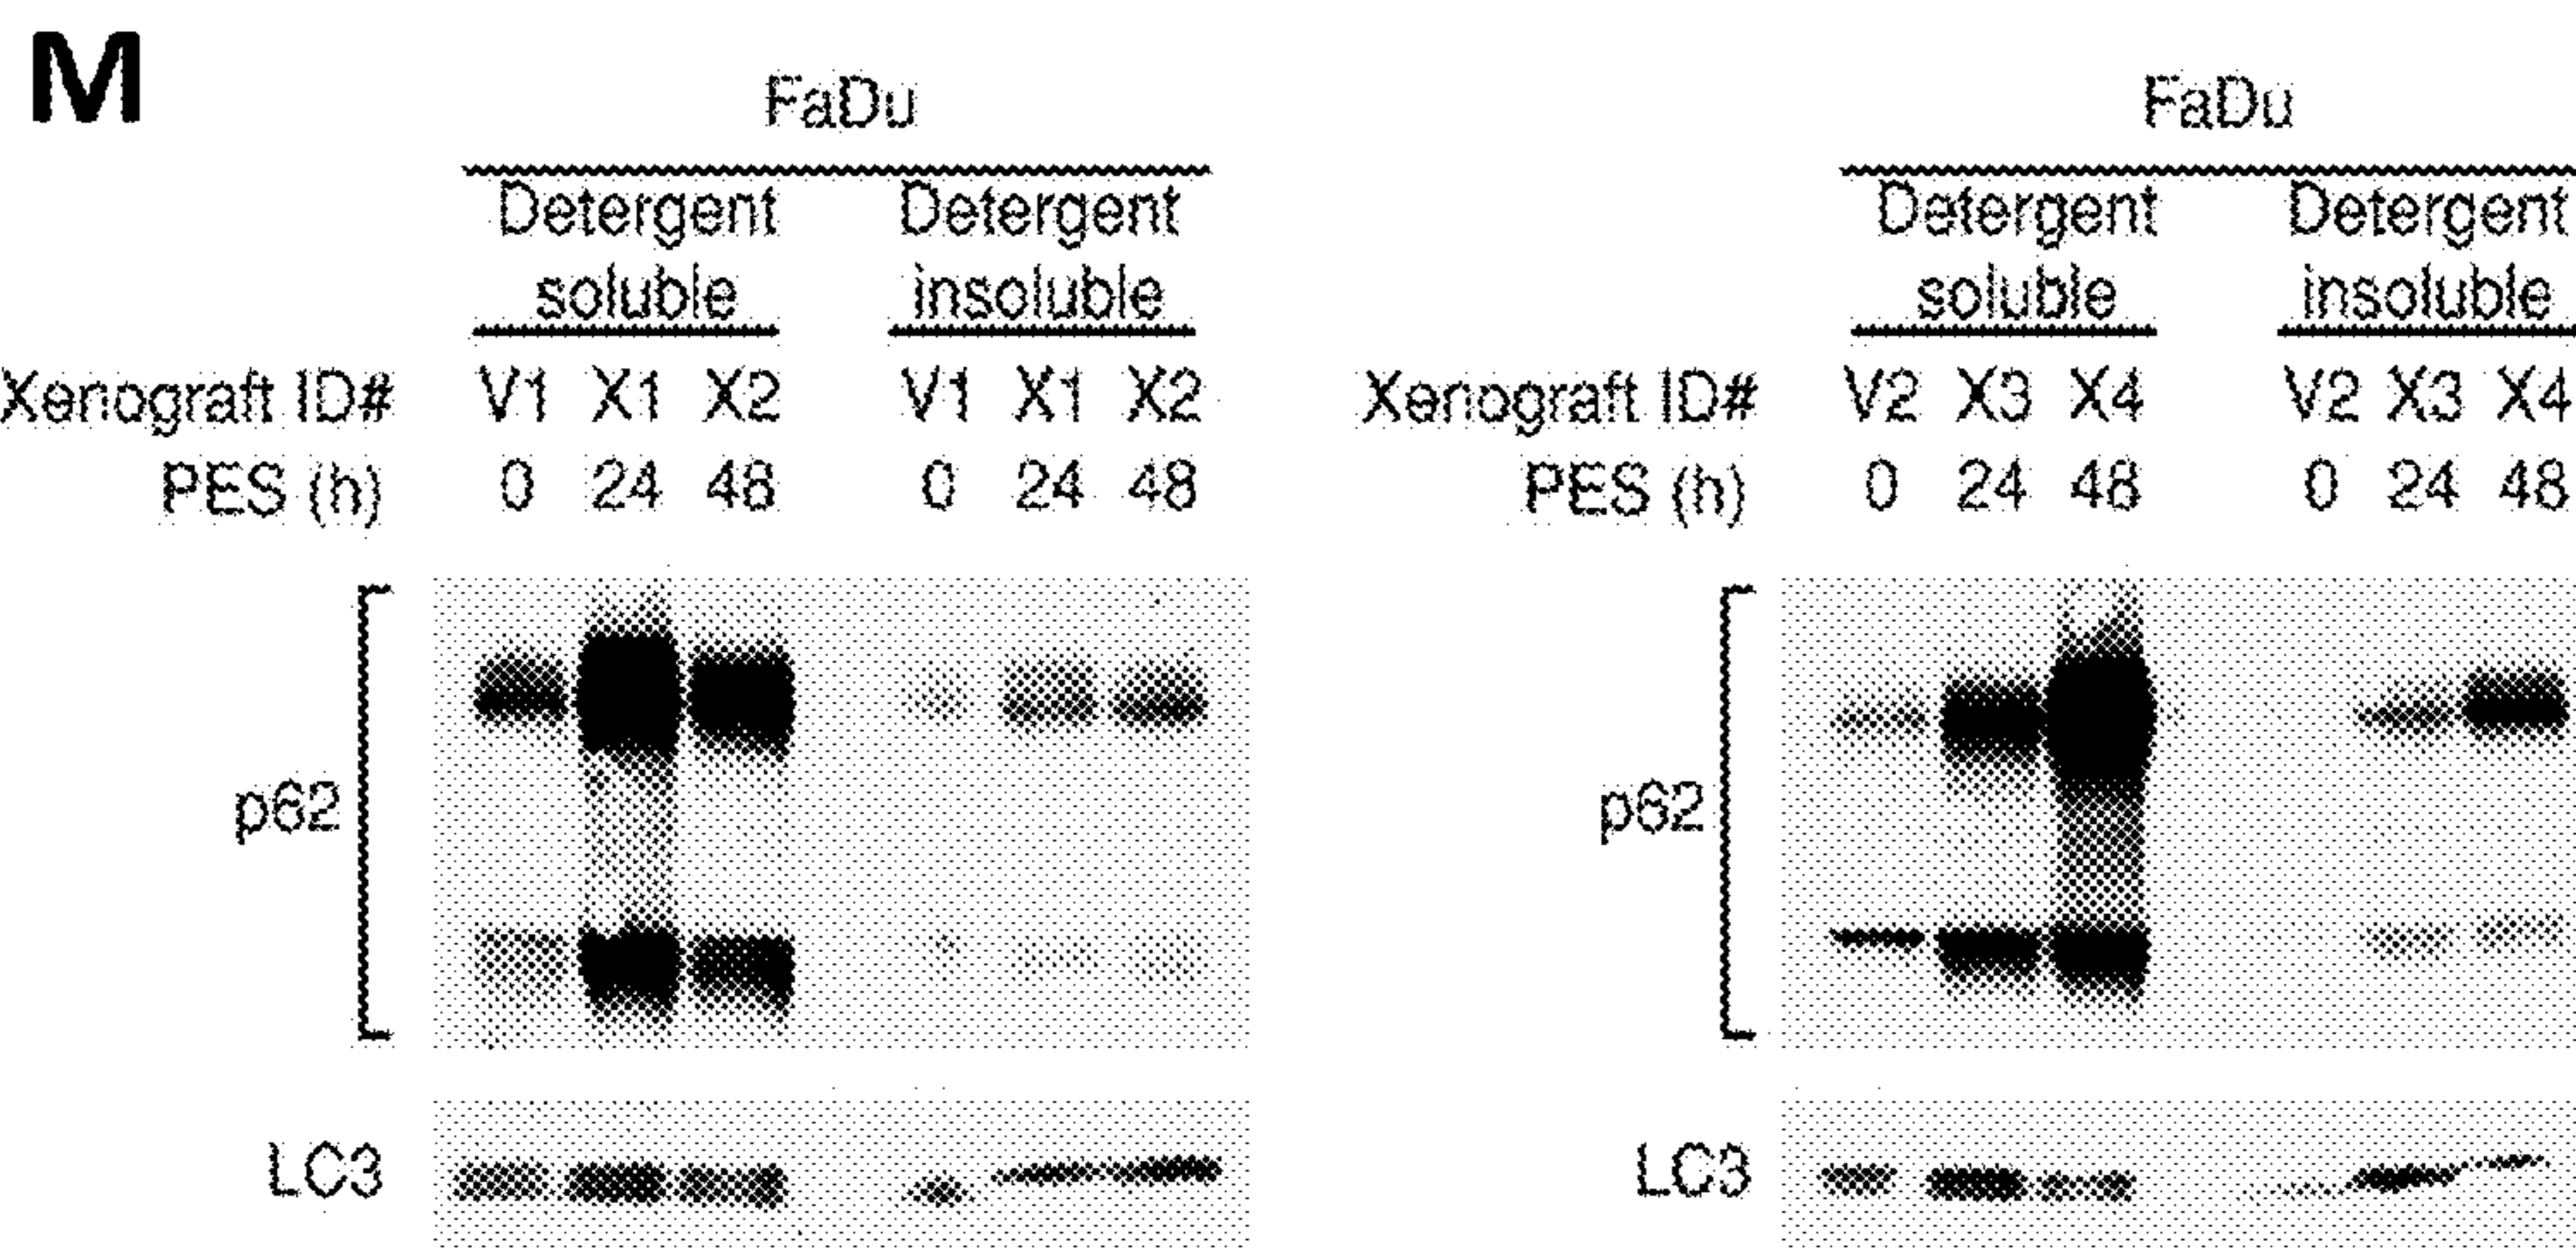 M
FaDu
Detergent soluble Detergent insoluble
Xenograft ID# V1 X1 X2 V1 X1 X2
PES (h) 0 24 48 0 24 48
p62
LC3
FaDu
Detergent soluble Detergent insoluble
Xenograft ID# V2 X3 X4 V2 X3 X4
PES (h) 0 24 48 0 24 48
p62
LC3